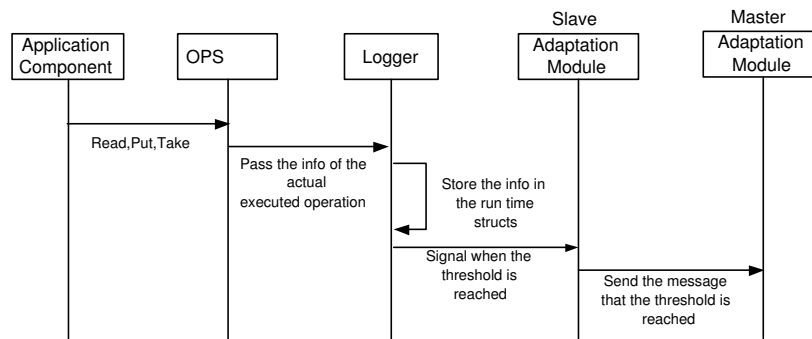 Slave
Master
Application
Component
OPS
Logger
Adaptation
Module
Adaptation
Module
Read,Put,Take
Pass the info of the
actual
executed operation
Store the info in
the run time
structs
Signal when the
threshold is
reached
Send the message
that the threshold is
reached